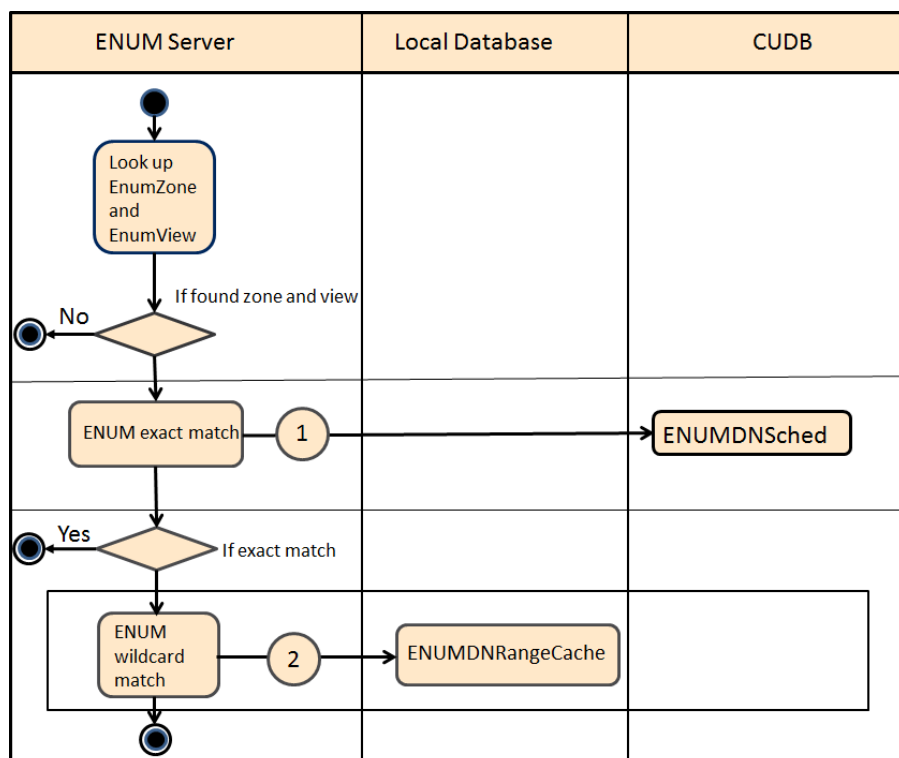 ENUM Server
Local Database
CUDB
Look up
EnumZone
and
EnumView
If found zone and view
No
ENUM exact match
1
ENUMDNSched
Yes
If exact match
ENUM
wildcard
match
2
ENUMDNRangeCache